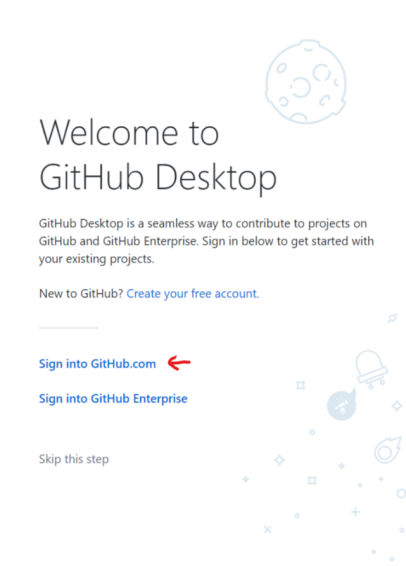 Welcome to
GitHub Desktop
GitHub Desktop is a seamless way to contribute to projects on
GitHub and GitHub Enterprise. Sign in below to get started with
your existing projects.
New to GitHub? Create your free account.
Sign into GitHub.com
Sign into GitHub Enterprise
Skip this step